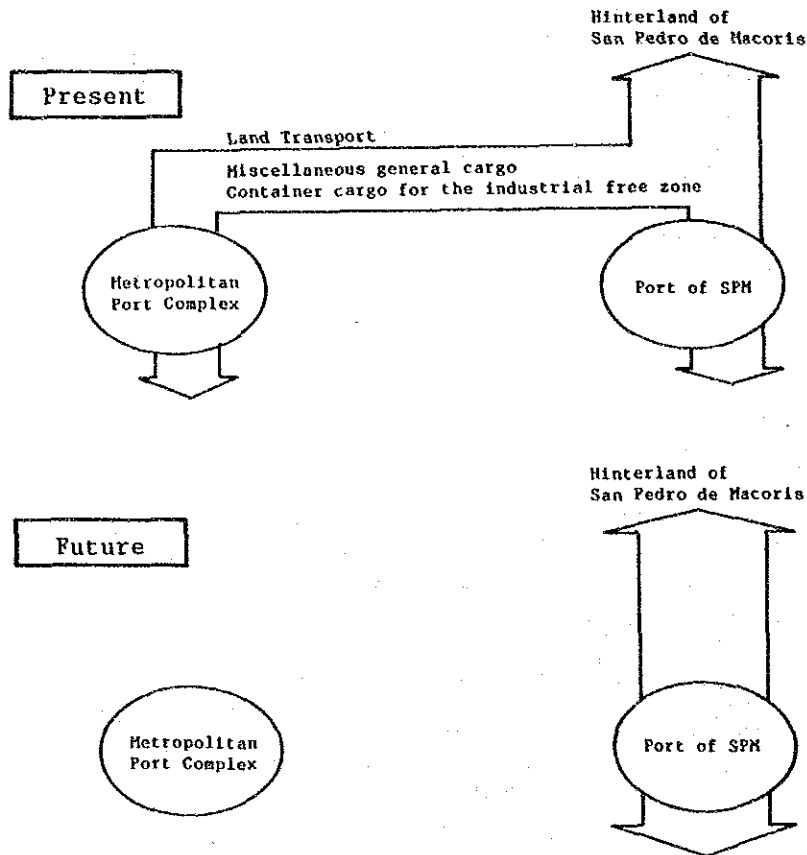 Hinterland of
San Pedro de Macoris
Present
Land Transport
Miscellaneous general cargo
Container cargo for the industrial free zone
Metropolitan
Port Complex
Port of SPM
Hinterland of
San Pedro de Macoris
Future
Metropolitan
Port Complex
Port of SPM